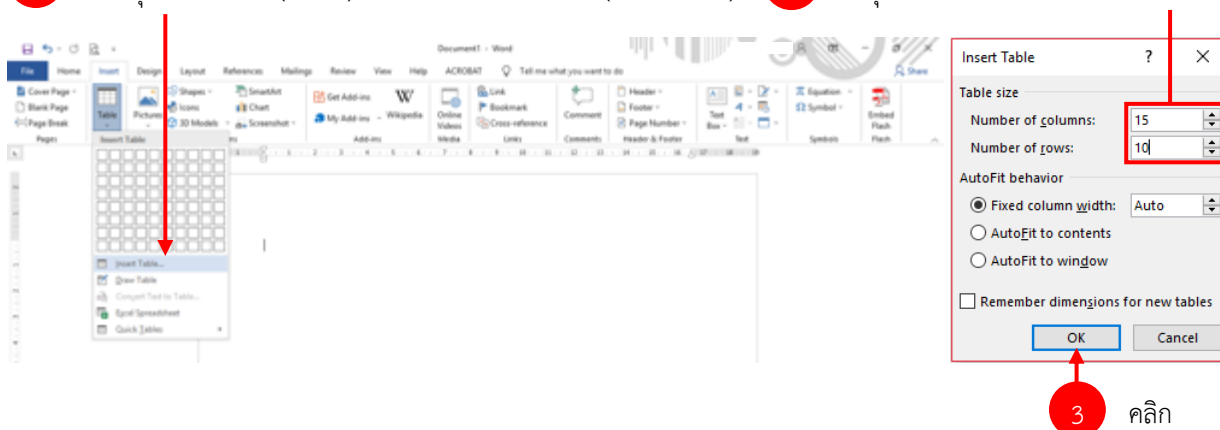 Document1 - Word
File Home Insert Design Layout References Mailings Review View Help ACROBAT Tell me what you want to do Share
Cover Page
Blank Page
Page Break
Pages
Table
Pictures
Shapes
Icons
3D Models
SmartArt
Chart
Screenshot
Get Add-ins
My Add-ins
Wikipedia
Add-ins
Online Videos
Media
Link
Bookmark
Cross-reference
Links
Comment
Comments
Header
Footer
Page Number
Header & Footer
Text Box
Text
Equation
Symbol
Symbols
Embed Flash
Flash
Insert Table
Insert Table...
Draw Table
Convert Text to Table...
Excel Spreadsheet
Quick Tables
Insert Table ? ×
Table size
Number of columns: 15
Number of rows: 10
AutoFit behavior
Fixed column width: Auto
AutoFit to contents
AutoFit to window
Remember dimensions for new tables
OK Cancel
3 คลิก